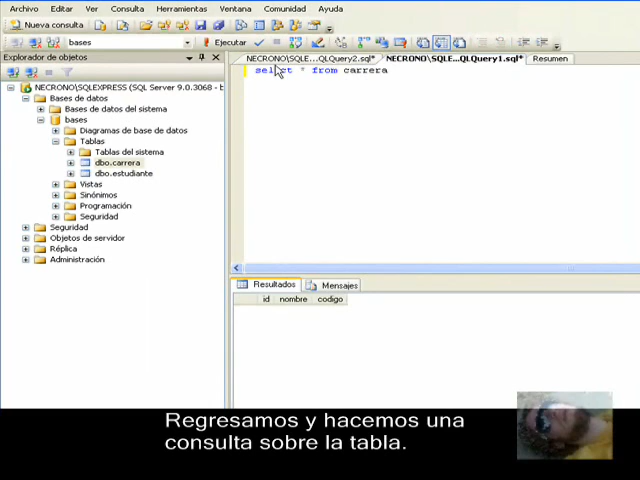 Archivo Editar Ver Consulta Herramientas Ventana Comunidad Ayuda
Nueva consulta
bases Ejecutar
Explorador de objetos
NECRONO\SQLE...QLQuery2.sql* NECRONO\SQLE...QLQuery1.sql* Resumen
select * from carrera
NECRONO\SQLEXPRESS (SQL Server 9.0.3068 - b
Bases de datos
Bases de datos del sistema
bases
Diagramas de base de datos
Tablas
Tablas del sistema
dbo.carrera
dbo.estudiante
Vistas
Sinónimos
Programación
Seguridad
Seguridad
Objetos de servidor
Réplica
Administración
Resultados Mensajes
id nombre codigo
Regresamos y hacemos una
consulta sobre la tabla.